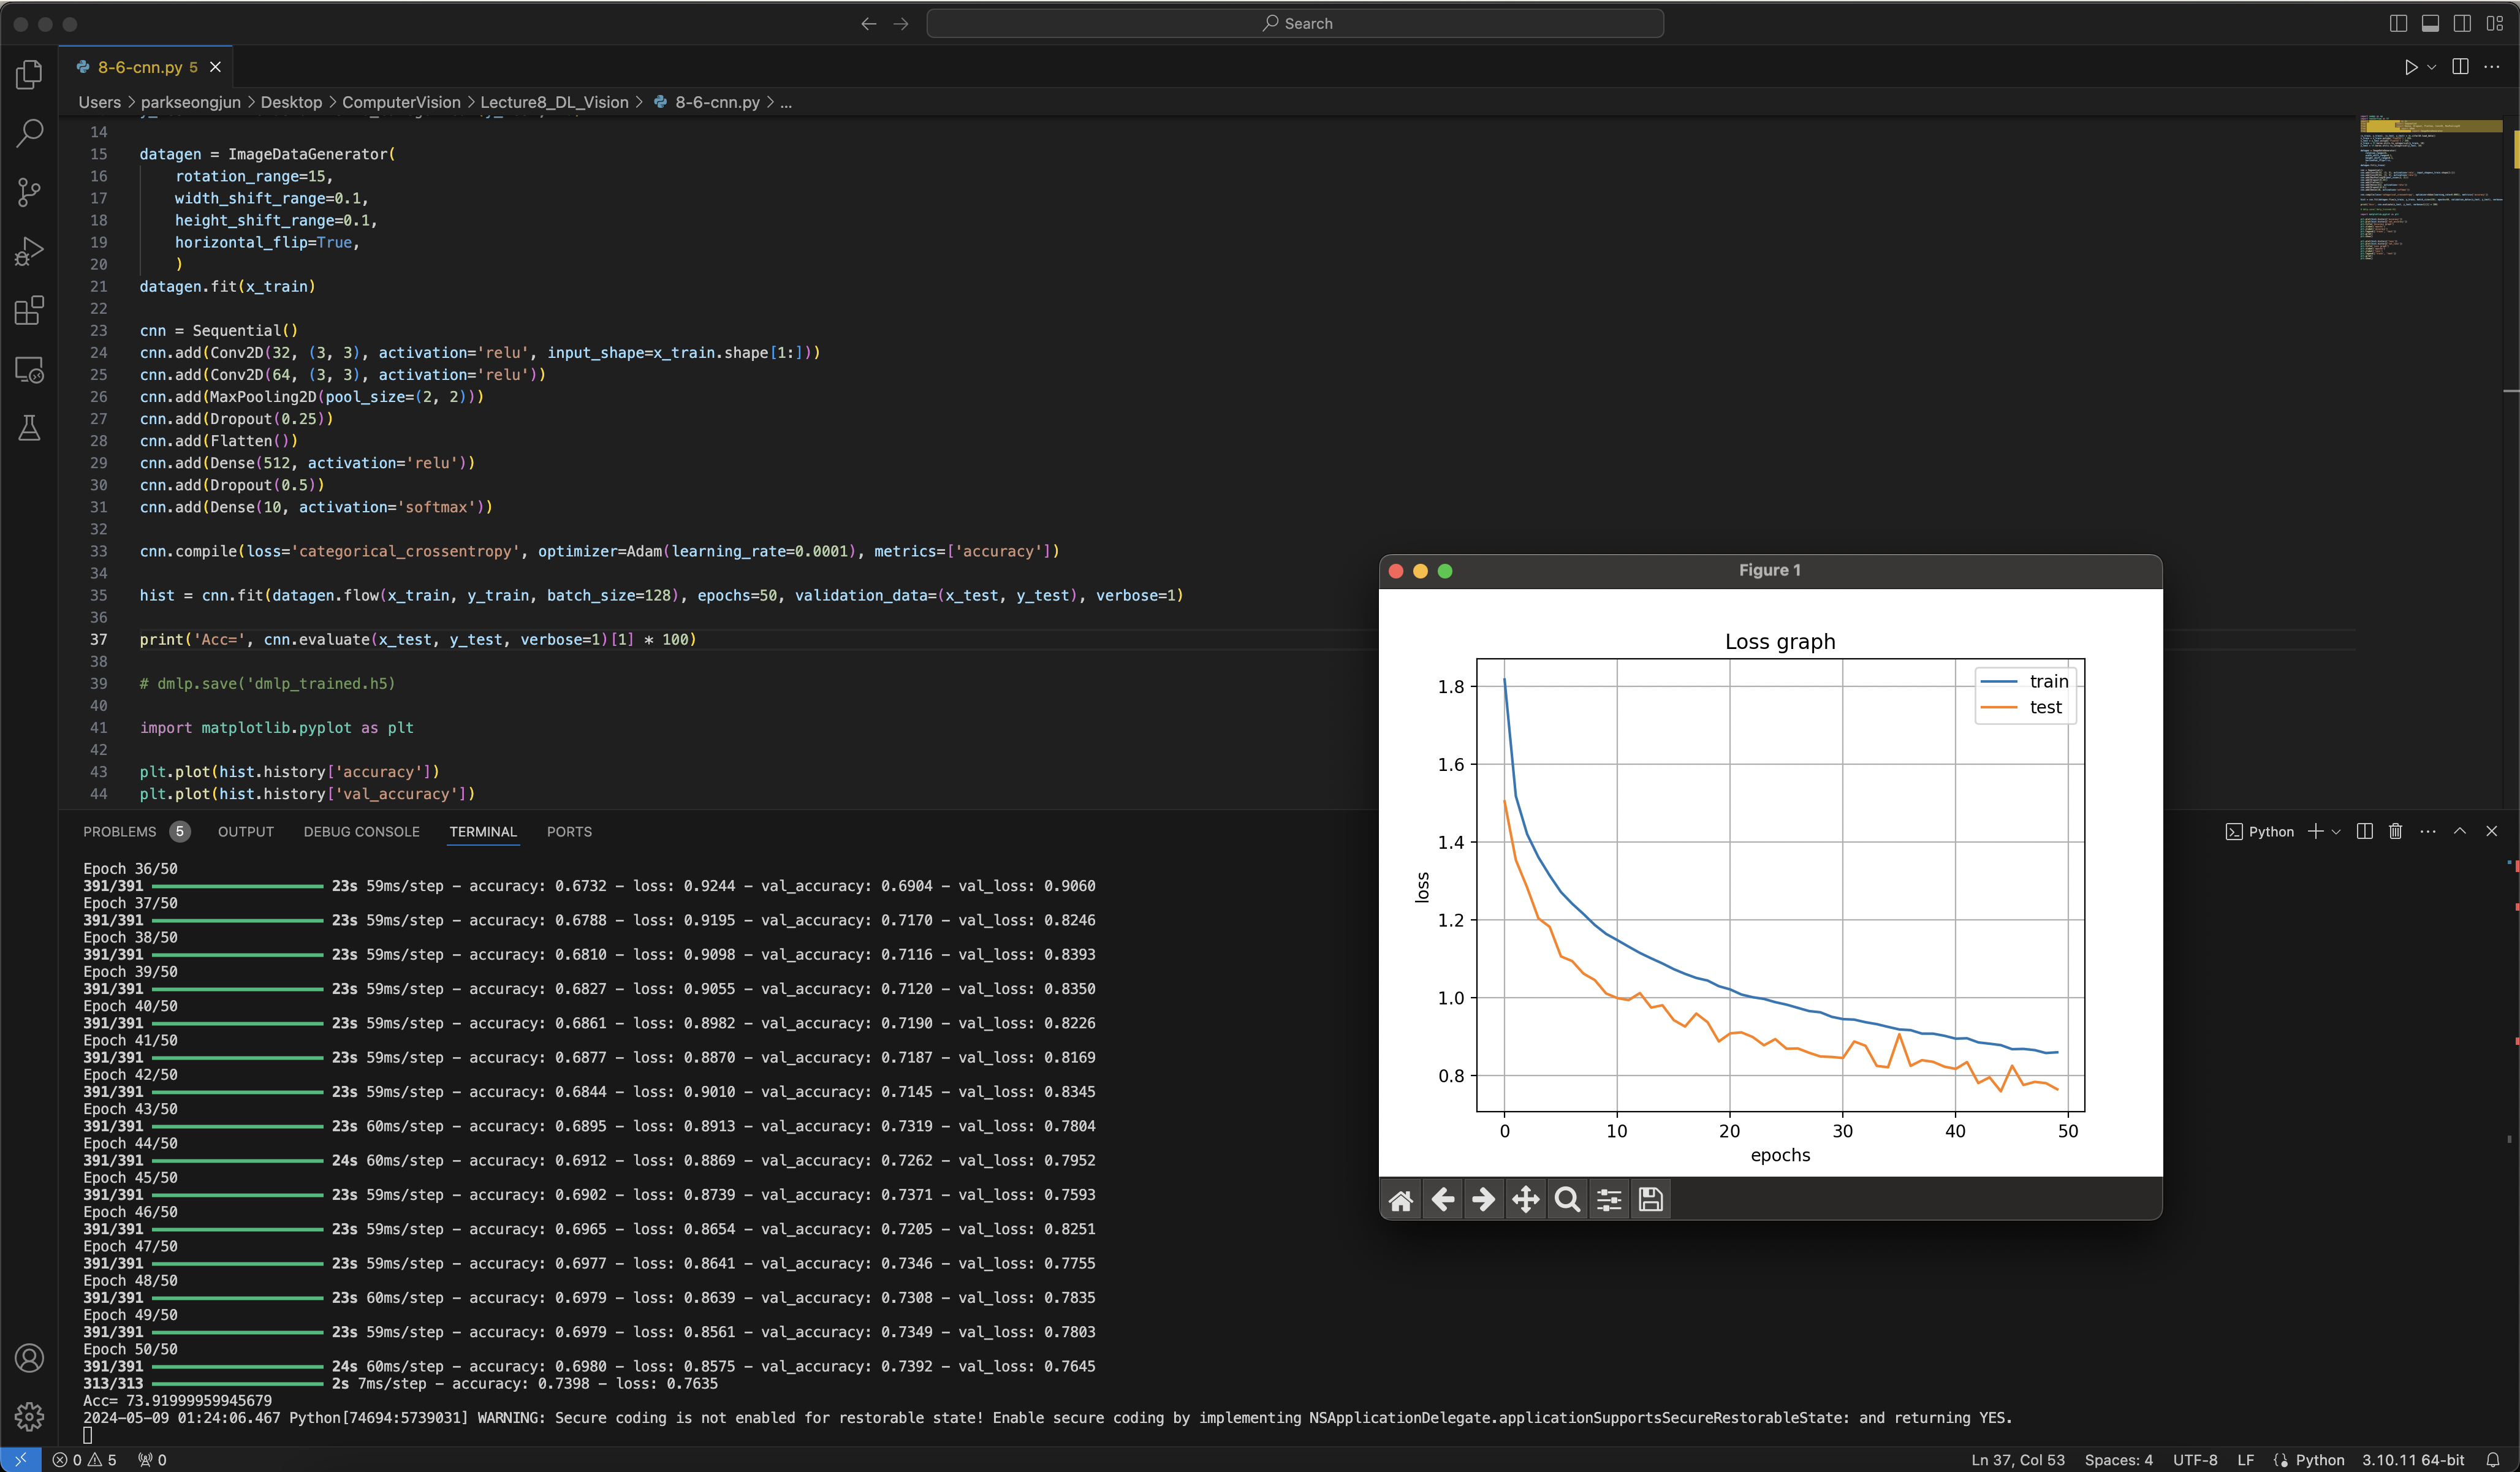 Search
8-6-cnn.py 5
Users > parkseongjun > Desktop > ComputerVision > Lecture8_DL_Vision > 8-6-cnn.py > ...
14
15 datagen = ImageDataGenerator(
16 rotation_range=15,
17 width_shift_range=0.1,
18 height_shift_range=0.1,
19 horizontal_flip=True,
20 )
21 datagen.fit(x_train)
22
23 cnn = Sequential()
24 cnn.add(Conv2D(32, (3, 3), activation='relu', input_shape=x_train.shape[1:]))
25 cnn.add(Conv2D(64, (3, 3), activation='relu'))
26 cnn.add(MaxPooling2D(pool_size=(2, 2)))
27 cnn.add(Dropout(0.25))
28 cnn.add(Flatten())
29 cnn.add(Dense(512, activation='relu'))
30 cnn.add(Dropout(0.5))
31 cnn.add(Dense(10, activation='softmax'))
32
33 cnn.compile(loss='categorical_crossentropy', optimizer=Adam(learning_rate=0.0001), metrics=['accuracy'])
34
35 hist = cnn.fit(datagen.flow(x_train, y_train, batch_size=128), epochs=50, validation_data=(x_test, y_test), verbose=1)
36
37 print('Acc=', cnn.evaluate(x_test, y_test, verbose=1)[1] * 100)
38
39 # dmlp.save('dmlp_trained.h5)
40
41 import matplotlib.pyplot as plt
42
43 plt.plot(hist.history['accuracy'])
44 plt.plot(hist.history['val_accuracy'])
Figure 1
Loss graph
train
test
1.8
1.6
1.4
1.2
1.0
0.8
loss
0 10 20 30 40 50
epochs
PROBLEMS 5 OUTPUT DEBUG CONSOLE TERMINAL PORTS
Python
Epoch 36/50
391/391 23s 59ms/step - accuracy: 0.6732 - loss: 0.9244 - val_accuracy: 0.6904 - val_loss: 0.9060
Epoch 37/50
391/391 23s 59ms/step - accuracy: 0.6788 - loss: 0.9195 - val_accuracy: 0.7170 - val_loss: 0.8246
Epoch 38/50
391/391 23s 59ms/step - accuracy: 0.6810 - loss: 0.9098 - val_accuracy: 0.7116 - val_loss: 0.8393
Epoch 39/50
391/391 23s 59ms/step - accuracy: 0.6827 - loss: 0.9055 - val_accuracy: 0.7120 - val_loss: 0.8350
Epoch 40/50
391/391 23s 59ms/step - accuracy: 0.6861 - loss: 0.8982 - val_accuracy: 0.7190 - val_loss: 0.8226
Epoch 41/50
391/391 23s 59ms/step - accuracy: 0.6877 - loss: 0.8870 - val_accuracy: 0.7187 - val_loss: 0.8169
Epoch 42/50
391/391 23s 59ms/step - accuracy: 0.6844 - loss: 0.9010 - val_accuracy: 0.7145 - val_loss: 0.8345
Epoch 43/50
391/391 23s 60ms/step - accuracy: 0.6895 - loss: 0.8913 - val_accuracy: 0.7319 - val_loss: 0.7804
Epoch 44/50
391/391 24s 60ms/step - accuracy: 0.6912 - loss: 0.8869 - val_accuracy: 0.7262 - val_loss: 0.7952
Epoch 45/50
391/391 23s 59ms/step - accuracy: 0.6902 - loss: 0.8739 - val_accuracy: 0.7371 - val_loss: 0.7593
Epoch 46/50
391/391 23s 59ms/step - accuracy: 0.6965 - loss: 0.8654 - val_accuracy: 0.7205 - val_loss: 0.8251
Epoch 47/50
391/391 23s 59ms/step - accuracy: 0.6977 - loss: 0.8641 - val_accuracy: 0.7346 - val_loss: 0.7755
Epoch 48/50
391/391 23s 60ms/step - accuracy: 0.6979 - loss: 0.8639 - val_accuracy: 0.7308 - val_loss: 0.7835
Epoch 49/50
391/391 23s 59ms/step - accuracy: 0.6979 - loss: 0.8561 - val_accuracy: 0.7349 - val_loss: 0.7803
Epoch 50/50
391/391 24s 60ms/step - accuracy: 0.6980 - loss: 0.8575 - val_accuracy: 0.7392 - val_loss: 0.7645
313/313 2s 7ms/step - accuracy: 0.7398 - loss: 0.7635
Acc= 73.91999959945679
2024-05-09 01:24:06.467 Python[74694:5739031] WARNING: Secure coding is not enabled for restorable state! Enable secure coding by implementing NSApplicationDelegate.applicationSupportsSecureRestorableState: and returning YES.
0 5 0 Ln 37, Col 53 Spaces: 4 UTF-8 LF Python 3.10.11 64-bit